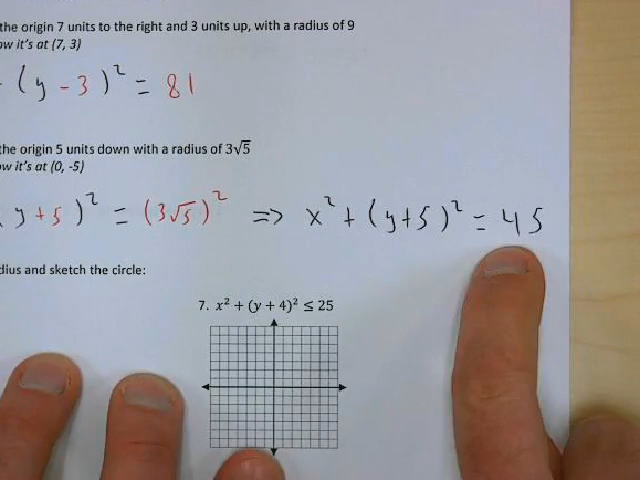 the origin 7 units to the right and 3 units up, with a radius of 9
ow it's at (7, 3)
(y - 3)² = 81
the origin 5 units down with a radius of 3√5
ow it's at (0, -5)
y + 5)² = (3√5)² => x² + (y+5)² = 45
dius and sketch the circle:
7. x² + (y + 4)² ≤ 25